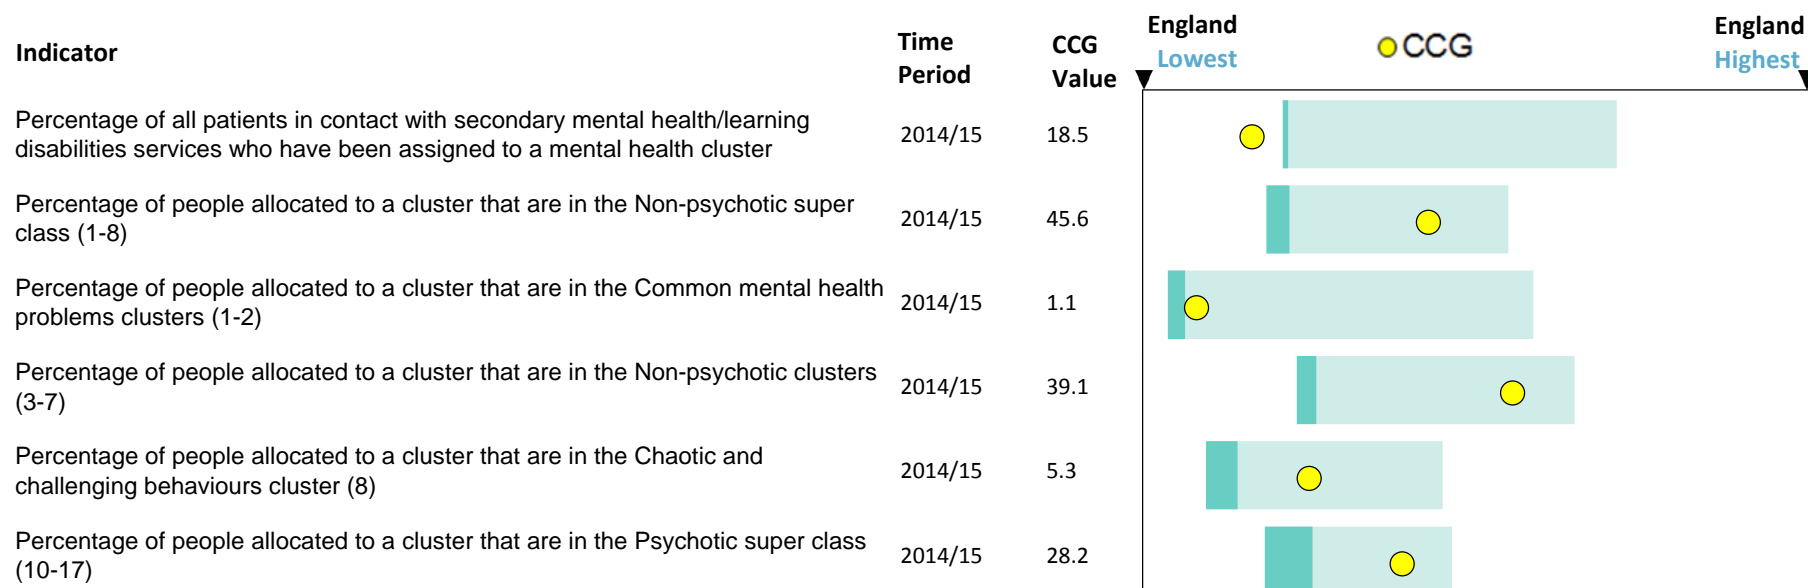 Indicator
Time
Period
CCG
Value
England
Lowest
CCG
England
Highest
Percentage of all patients in contact with secondary mental health/learning
disabilities services who have been assigned to a mental health cluster
2014/15
18.5
Percentage of people allocated to a cluster that are in the Non-psychotic super
class (1-8)
2014/15
45.6
Percentage of people allocated to a cluster that are in the Common mental health
problems clusters (1-2)
2014/15
1.1
Percentage of people allocated to a cluster that are in the Non-psychotic clusters
(3-7)
2014/15
39.1
Percentage of people allocated to a cluster that are in the Chaotic and
challenging behaviours cluster (8)
2014/15
5.3
Percentage of people allocated to a cluster that are in the Psychotic super class
(10-17)
2014/15
28.2